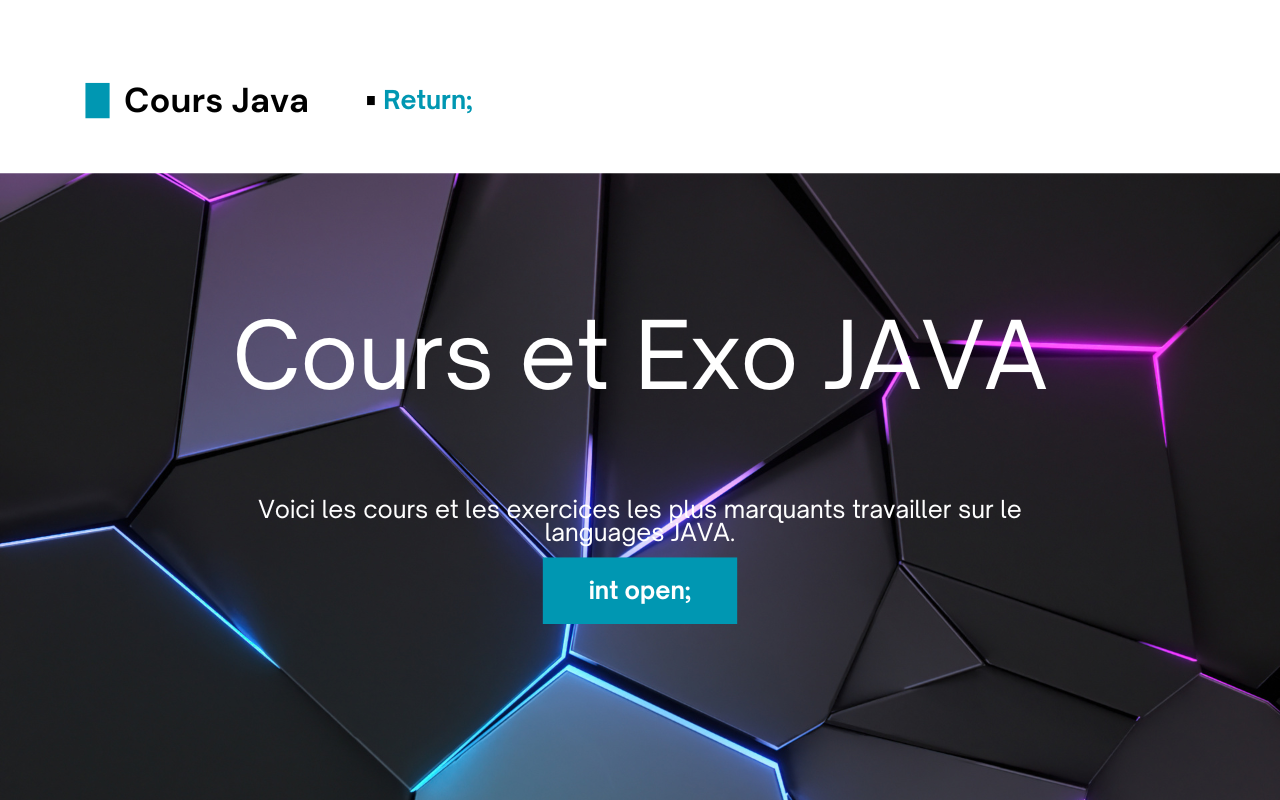 Cours Java
Return;
Cours et Exo JAVA
Voici les cours et les exercices les plus marquants travailler sur le
languages JAVA.
int open;